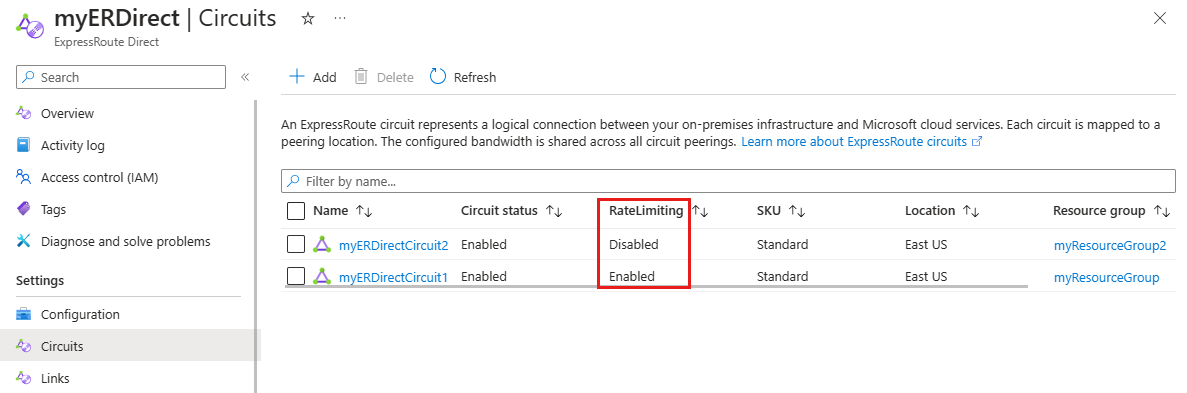 myERDirect | Circuits
ExpressRoute Direct
Search
Overview
Activity log
Access control (IAM)
Tags
Diagnose and solve problems
Settings
Configuration
Circuits
Links
Add Delete Refresh
An ExpressRoute circuit represents a logical connection between your on-premises infrastructure and Microsoft cloud services. Each circuit is mapped to a
peering location. The configured bandwidth is shared across all circuit peerings. Learn more about ExpressRoute circuits
Filter by name...
Name Circuit status RateLimiting SKU Location Resource group
myERDirectCircuit2 Enabled Disabled Standard East US myResourceGroup2
myERDirectCircuit1 Enabled Enabled Standard East US myResourceGroup